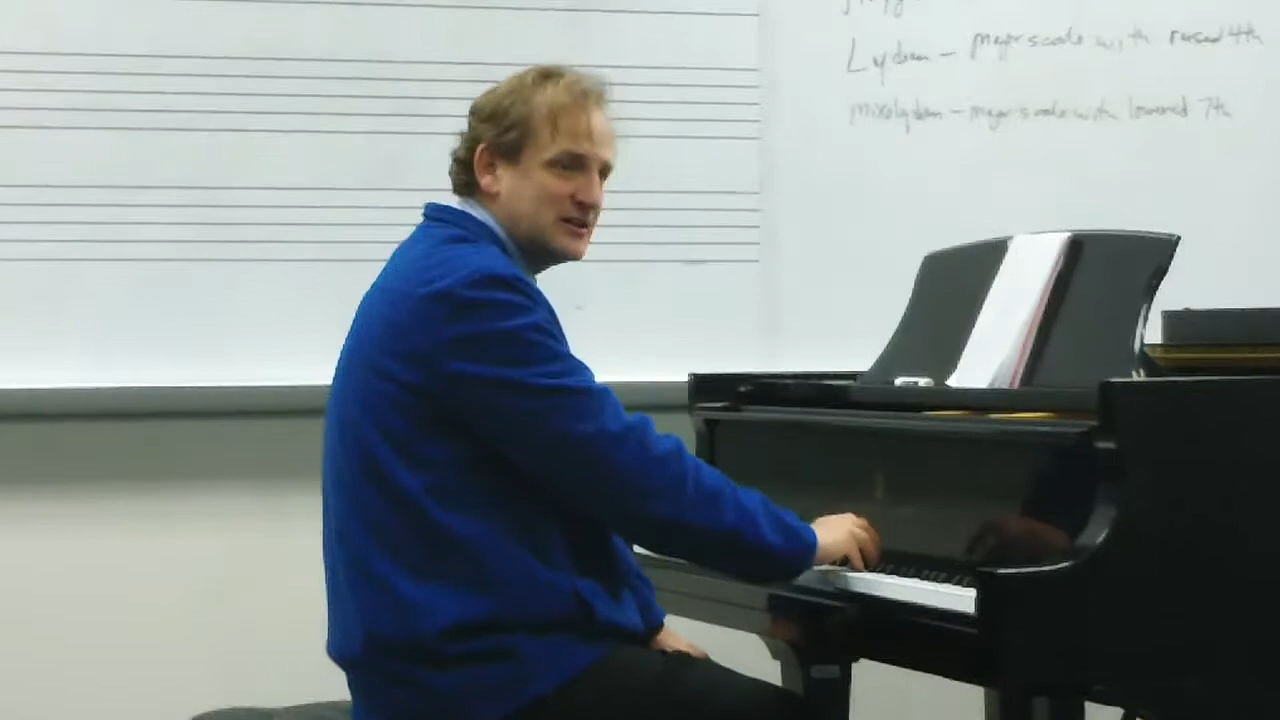 Lydian - major scale with raised 4th
mixolydian - major scale with lowered 7th